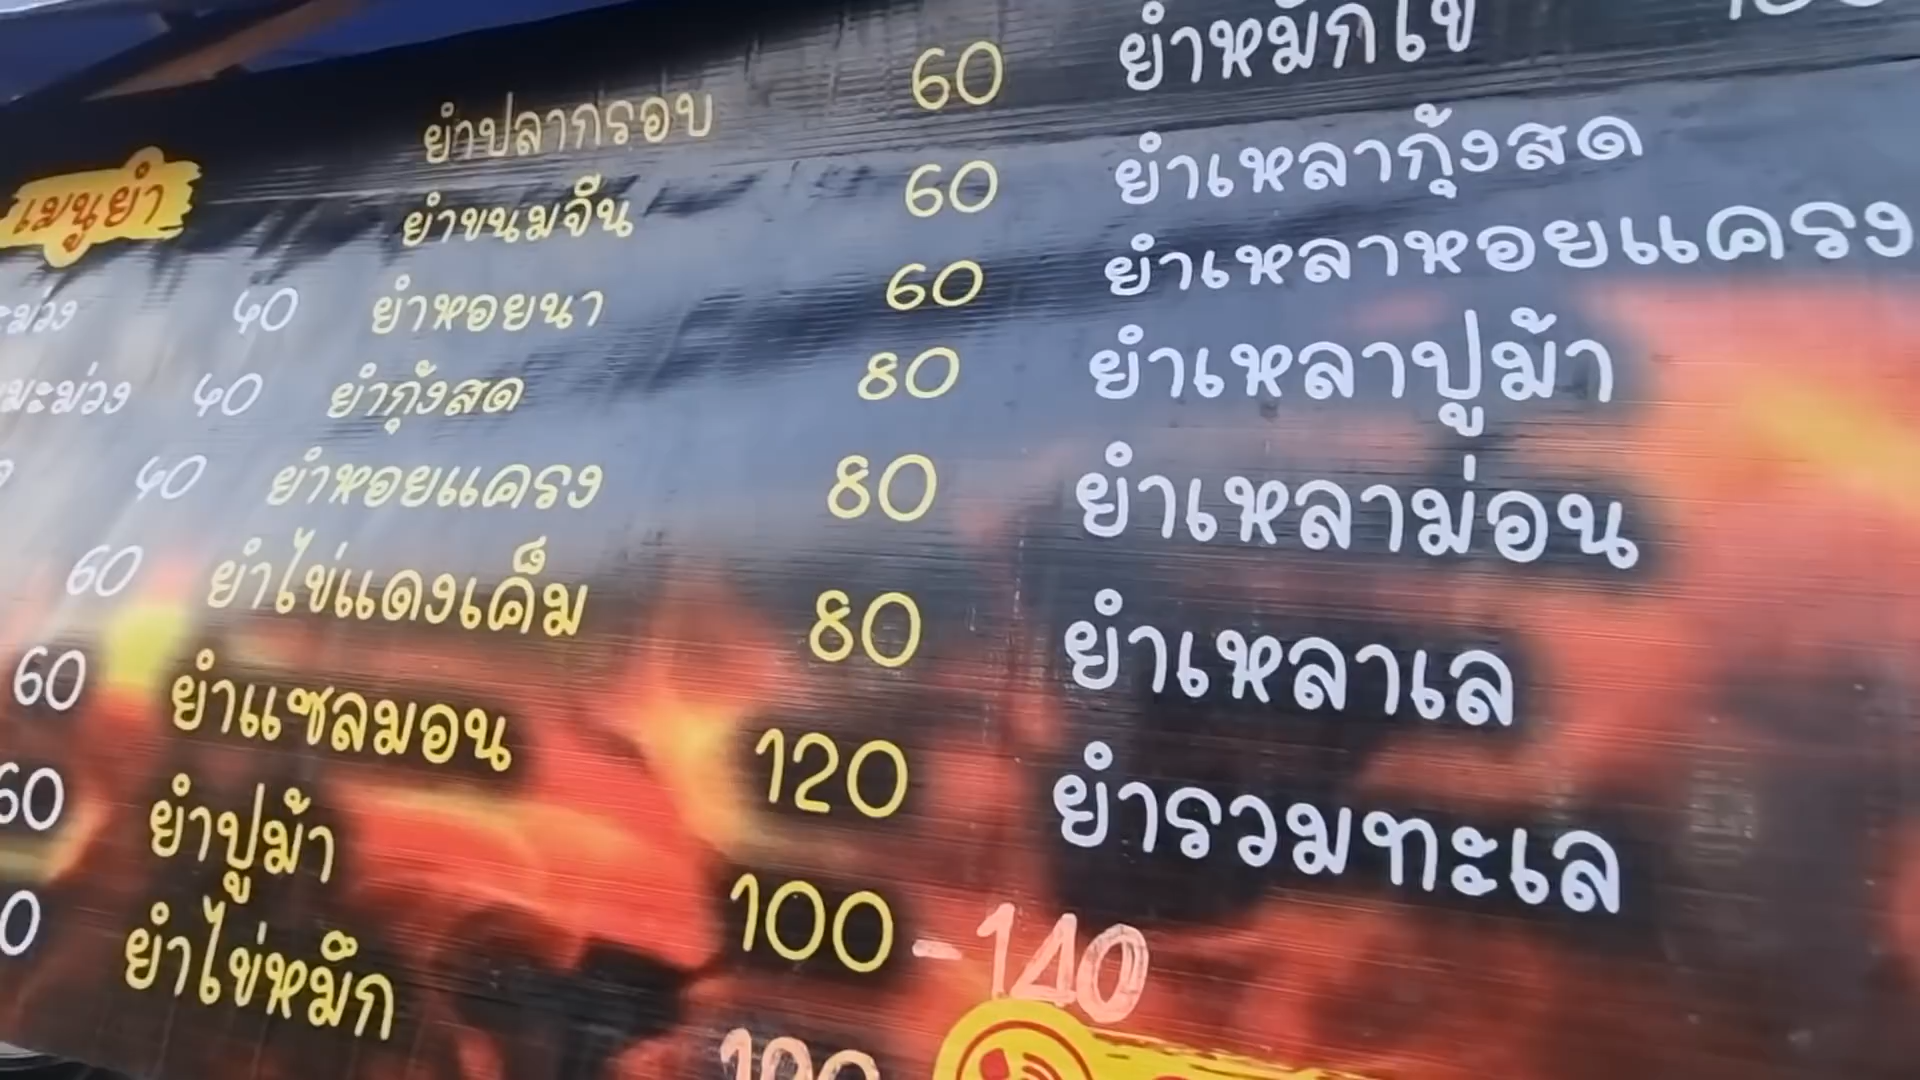 เมนูยำ
มะม่วง 40
40
60
60
ยำปลากรอบ 60
ยำขนมจีน 60
ยำหอยนา 60
ยำกุ้งสด 80
ยำหอยแครง 80
ยำไข่แดงเค็ม 80
ยำแซลมอน 120
ยำปูม้า 100-140
ยำไข่หมึก
ยำหมึกไข่
ยำเหลากุ้งสด
ยำเหลาหอยแครง
ยำเหลาปูม้า
ยำเหลาม่อน
ยำเหลาเล
ยำรวมทะเล